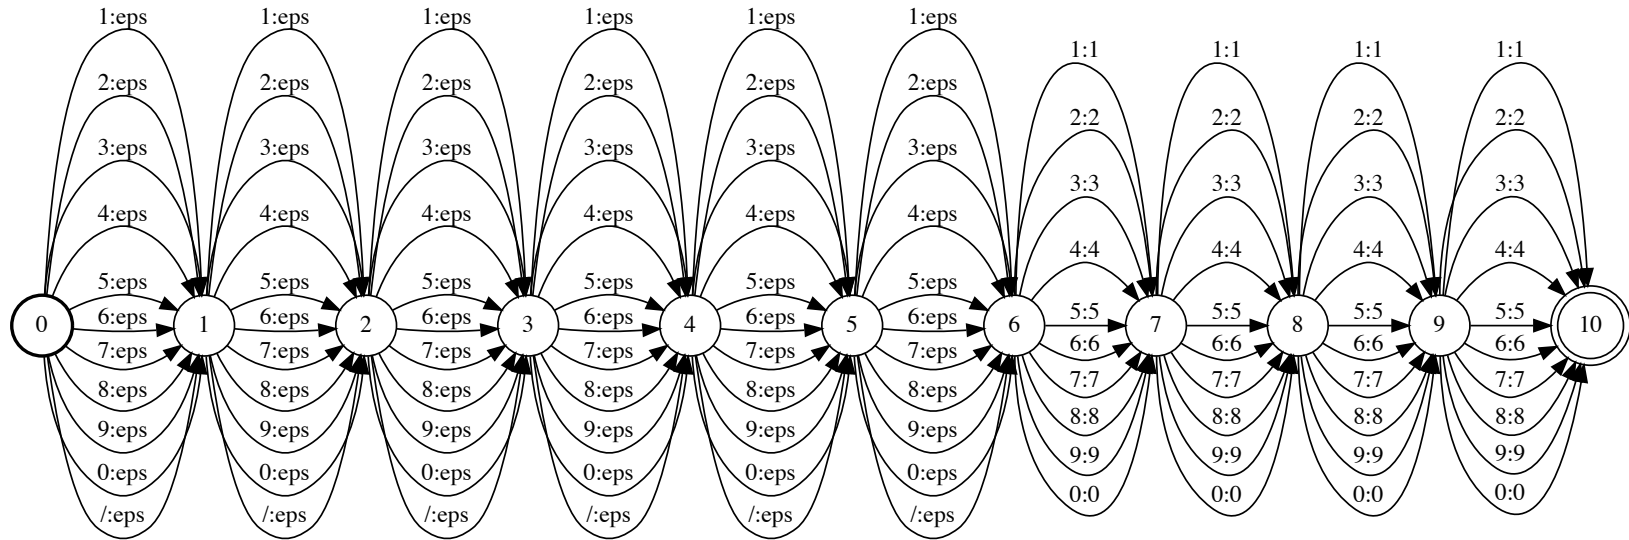 1:eps 1:eps 1:eps 1:eps 1:eps 1:eps
1:1 1:1 1:1 1:1
2:eps 2:eps 2:eps 2:eps 2:eps 2:eps
2:2 2:2 2:2 2:2
3:eps 3:eps 3:eps 3:eps 3:eps 3:eps
3:3 3:3 3:3 3:3
4:eps 4:eps 4:eps 4:eps 4:eps 4:eps
4:4 4:4 4:4 4:4
5:eps 5:eps 5:eps 5:eps 5:eps 5:eps
5:5 5:5 5:5 5:5
6:eps 6:eps 6:eps 6:eps 6:eps 6:eps
0 1 2 3 4 5 6 7 8 9 10
6:6 6:6 6:6 6:6
7:eps 7:eps 7:eps 7:eps 7:eps 7:eps
7:7 7:7 7:7 7:7
8:eps 8:eps 8:eps 8:eps 8:eps 8:eps
8:8 8:8 8:8 8:8
9:eps 9:eps 9:eps 9:eps 9:eps 9:eps
9:9 9:9 9:9 9:9
0:eps 0:eps 0:eps 0:eps 0:eps 0:eps
0:0 0:0 0:0 0:0
/:eps /:eps /:eps /:eps /:eps /:eps